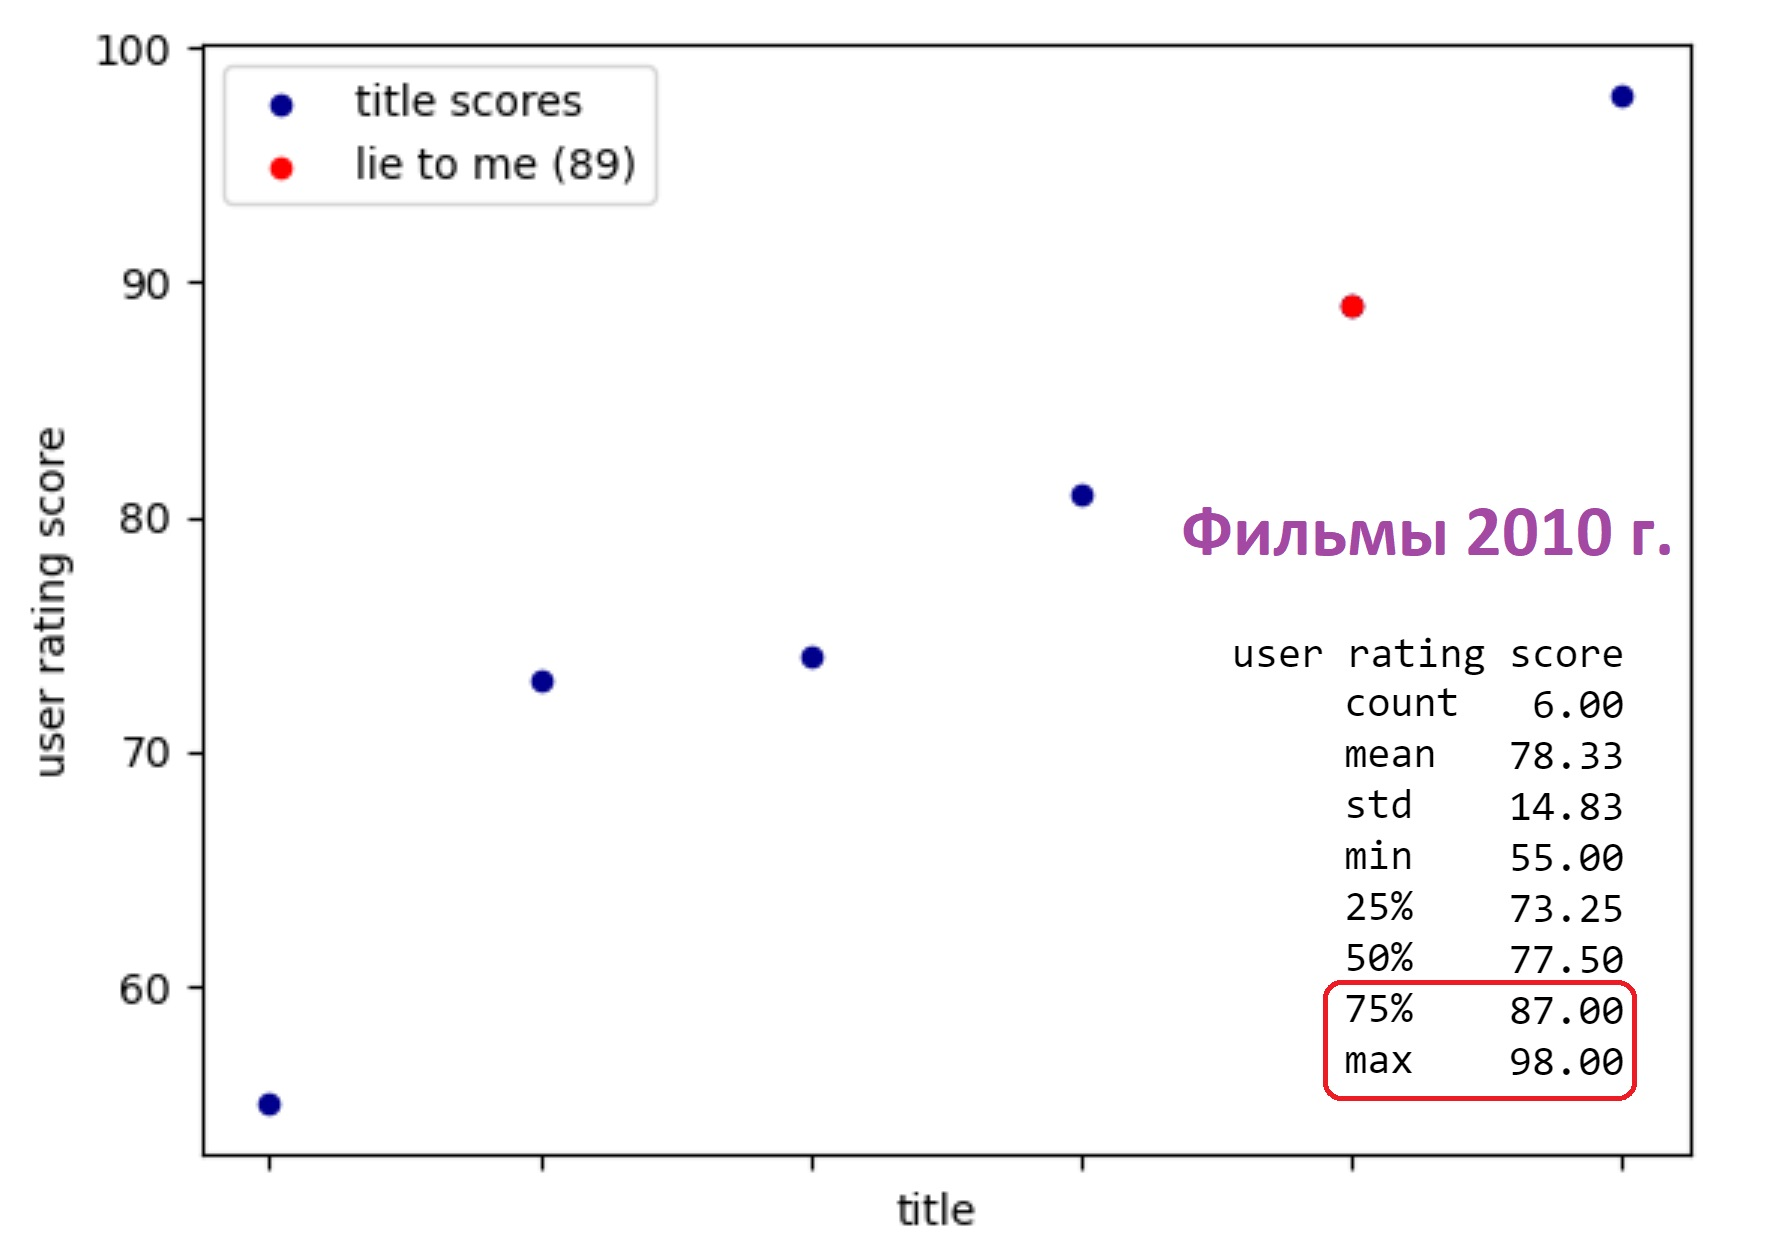 100
title scores
lie to me (89)
90
80
70
60
user rating score
title
Фильмы 2010 г.
user rating score
count 6.00
mean 78.33
std 14.83
min 55.00
25% 73.25
50% 77.50
75% 87.00
max 98.00